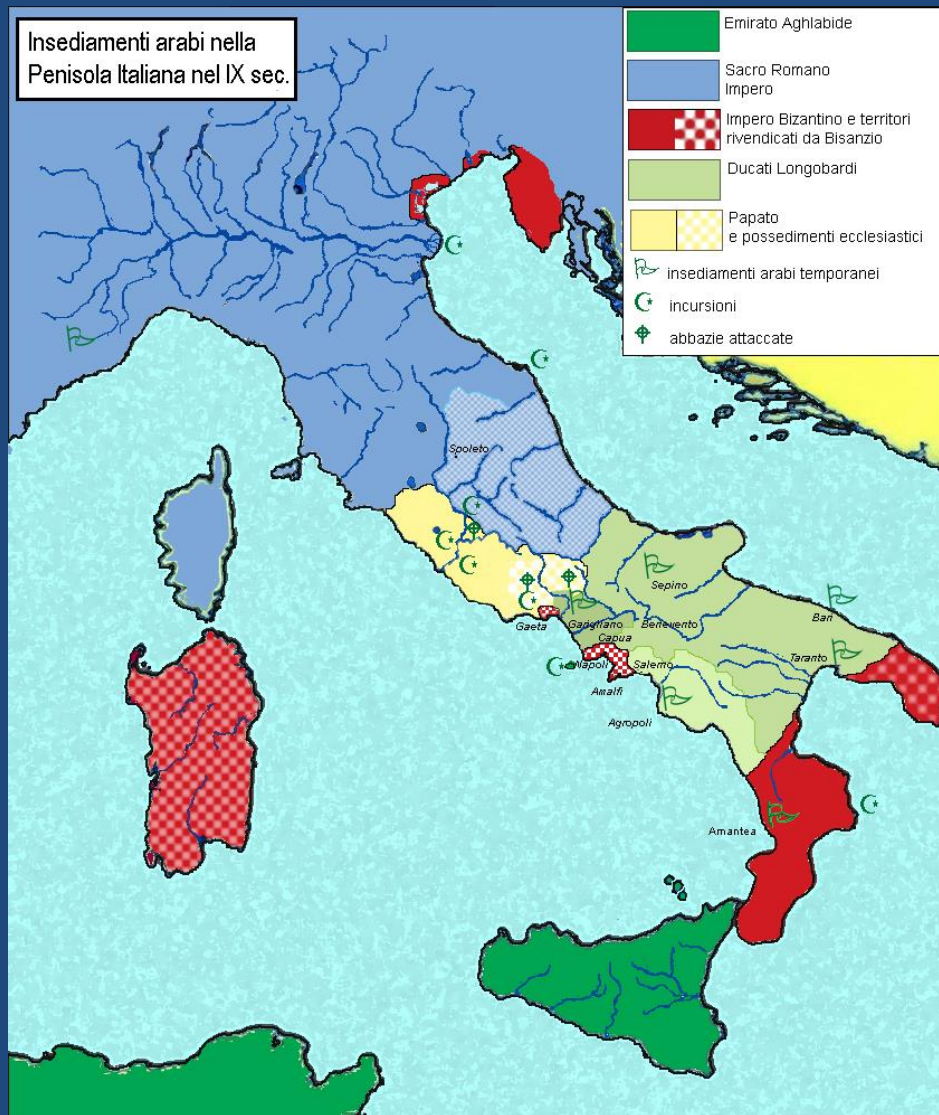 Insediamenti arabi nella
Penisola Italiana nel IX sec.
Emirato Aghlabide
Sacro Romano
Impero
Impero Bizantino e territori
rivendicati da Bisanzio
Ducati Longobardi
Papato
e possedimenti ecclesiastici
insediamenti arabi temporanei
incursioni
abbazie attaccate
Spoleto
Sepino
Bari
Gaeta
Garigliano
Benevento
Capua
Napoli
Salerno
Taranto
Amalfi
Agropoli
Amantea